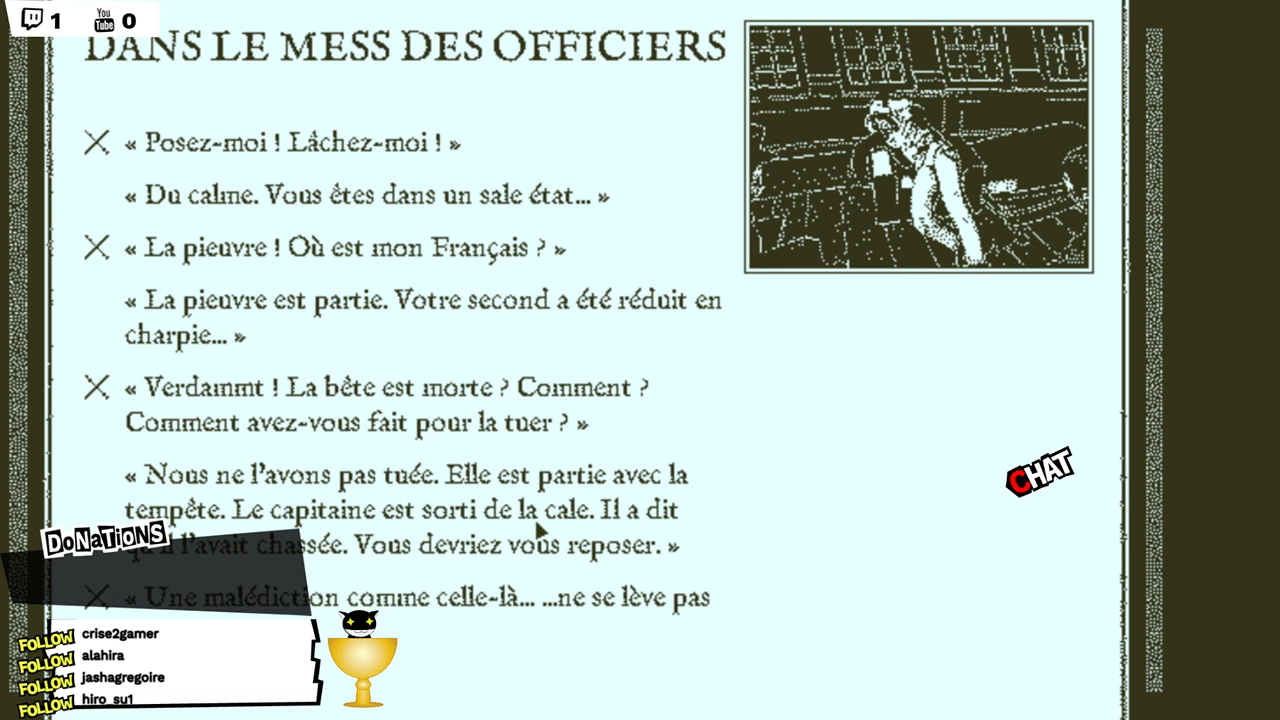 1
You
Tube
0
DANS LE MESS DES OFFICIERS
« Posez-moi ! Lâchez-moi ! »
« Du calme. Vous êtes dans un sale état... »
« La pieuvre ! Où est mon Français ? »
« La pieuvre est partie. Votre second a été réduit en
charpie... »
« Verdammt ! La bête est morte ? Comment ?
Comment avez-vous fait pour la tuer ? »
« Nous ne l'avons pas tuée. Elle est partie avec la
tempête. Le capitaine est sorti de la cale. Il a dit
qu'il l'avait chassée. Vous devriez vous reposer. »
« Une malédiction comme celle-là... ...ne se lève pas
CHAT
DONATIONS
FOLLOW crise2gamer
FOLLOW alahira
FOLLOW jashagregoire
FOLLOW hiro_su1